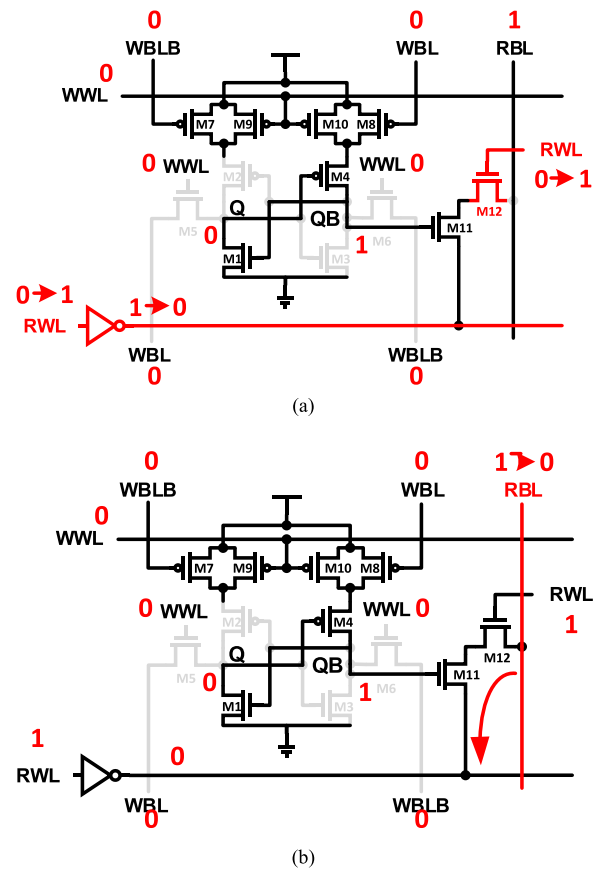 0 0 1
WBLB WBL RBL
0
WWL
M7 M9 M10 M8
0 WWL WWL 0 RWL
M2 M4 0→1
M5 Q QB M6 M12
0 1 M11
M1 M3
0→1 1→0
RWL
WBL WBLB
0 0
(a)
0 0 1→0
WBLB WBL RBL
0
WWL
M7 M9 M10 M8
0 WWL WWL 0 RWL
M2 M4 1
M5 Q QB M6 M12
0 1 M11
M1 M3
1 0
RWL
WBL WBLB
0 0
(b)